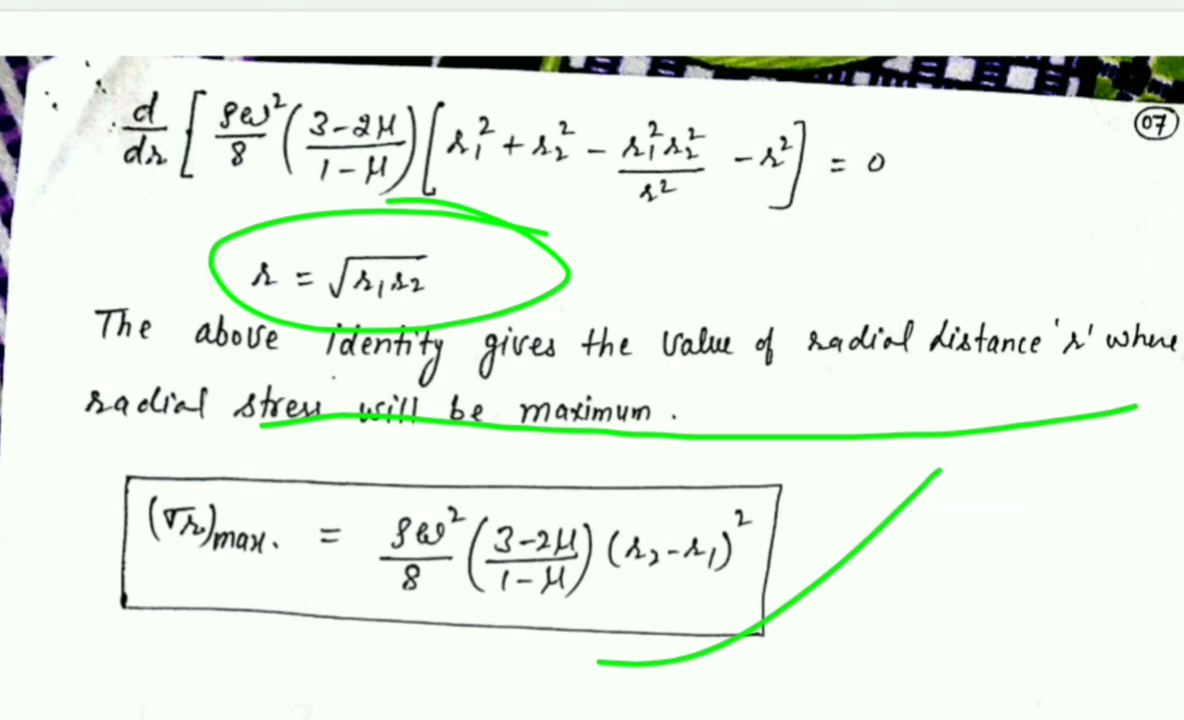 07
∴ d/dr [ ρω²/8 ( 3-2μ / 1-μ ) [ r₁² + r₂² - r₁²r₂²/r² - r² ] = 0
r = √r₁r₂
The above identity gives the value of radial distance 'r' where
radial stress will be maximum .
(σr)max. = ρω²/8 ( 3-2μ / 1-μ ) (r₂-r₁)²